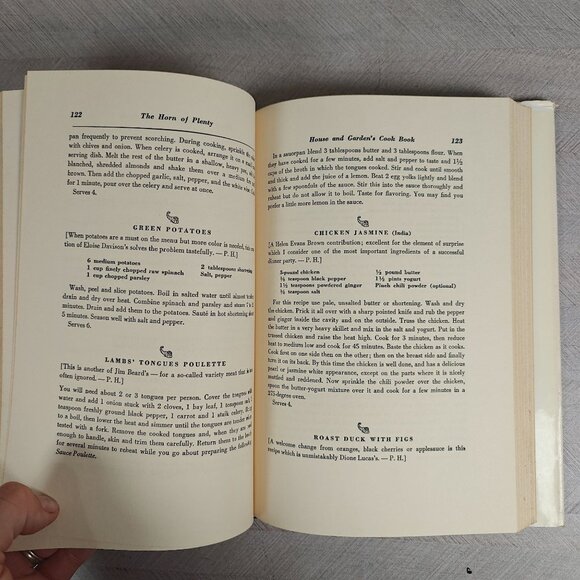 122 The Horn of Plenty
pan frequently to prevent scorching. During cooking, sprinkle
with chives and onion. When celery is cooked, arrange it on a
serving dish. Melt the rest of the butter in a shallow, heavy pan,
blanched, shredded almonds and shake them over a medium
brown. Then add the chopped garlic, salt, pepper, and the white wine,
for 1 minute, pour over the celery and serve at once.
Serves 4.
GREEN POTATOES
[When potatoes are a must on the menu but more color is needed, this
tion of Eloise Davison's solves the problem tastefully. — P. H.]
6 medium potatoes
1 cup finely chopped raw spinach
1 cup chopped parsley
2 tablespoons shortening
Salt, pepper
Wash, peel and slice potatoes. Boil in salted water until almost
drain and dry over heat. Combine spinach and parsley and
minutes. Drain and add them to the potatoes. Sauté in hot shortening
5 minutes. Season well with salt and pepper.
Serves 6.
LAMBS' TONGUES POULETTE
[This is another of Jim Beard's – for a so-called variety meat that is
often ignored. — P. H.]
You will need about 2 or 3 tongues per person. Cover the tongues
water and add 1 onion stuck with 2 cloves, 1 bay leaf, 1 teaspoon
teaspoon freshly ground black pepper, 1 carrot and 1 stalk celery.
to a boil, then lower the heat and simmer until the tongues are tender
tested with a fork. Remove the cooked tongues and, when they are
enough to handle, skin and trim them carefully. Return them to the
for several minutes to reheat while you go about preparing the following
Sauce Poulette.
House and Garden's Cook Book 123
In a saucepan blend 3 tablespoons butter and 3 tablespoons flour. When
they have cooked for a few minutes, add salt and pepper to taste and 1½
cups of the broth in which the tongues cooked. Stir and cook until smooth
and thick and add the juice of a lemon. Beat 2 egg yolks lightly and blend
with a few spoonfuls of the sauce. Stir this into the sauce thoroughly and
reheat but do not allow it to boil. Taste for flavoring. You may find you
prefer a little more lemon in the sauce.
CHICKEN JASMINE (India)
[A Helen Evans Brown contribution; excellent for the element of surprise
which I consider one of the most important ingredients of a successful
dinner party. — P. H.]
5-pound chicken
¼ teaspoon black pepper
1½ teaspoons powdered ginger
½ teaspoon salt
½ pound butter
1½ pints yogurt
Pinch chili powder (optional)
For this recipe use pale, unsalted butter or shortening. Wash and dry
the chicken. Prick it all over with a sharp pointed knife and rub the pepper
and ginger inside the cavity and on the outside. Truss the chicken. Heat
the butter in a very heavy skillet and mix in the salt and yogurt. Put in the
trussed chicken and raise the heat high. Cook for 3 minutes, then reduce
heat to medium low and cook for 45 minutes. Baste the chicken as it cooks.
Cook first on one side then on the other; then on the breast side and finally
turn it on its back. By this time the chicken is well done, and has a delicious
pearl or jasmine white appearance, except on the parts where it is nicely
mottled and reddened. Now sprinkle the chili powder over the chicken,
spoon the butter-yogurt mixture over it and cook for a few minutes in a
275-degree oven.
Serves 4.
ROAST DUCK WITH FIGS
[A welcome change from oranges, black cherries or applesauce is this
recipe which is unmistakably Dione Lucas's. — P. H.]